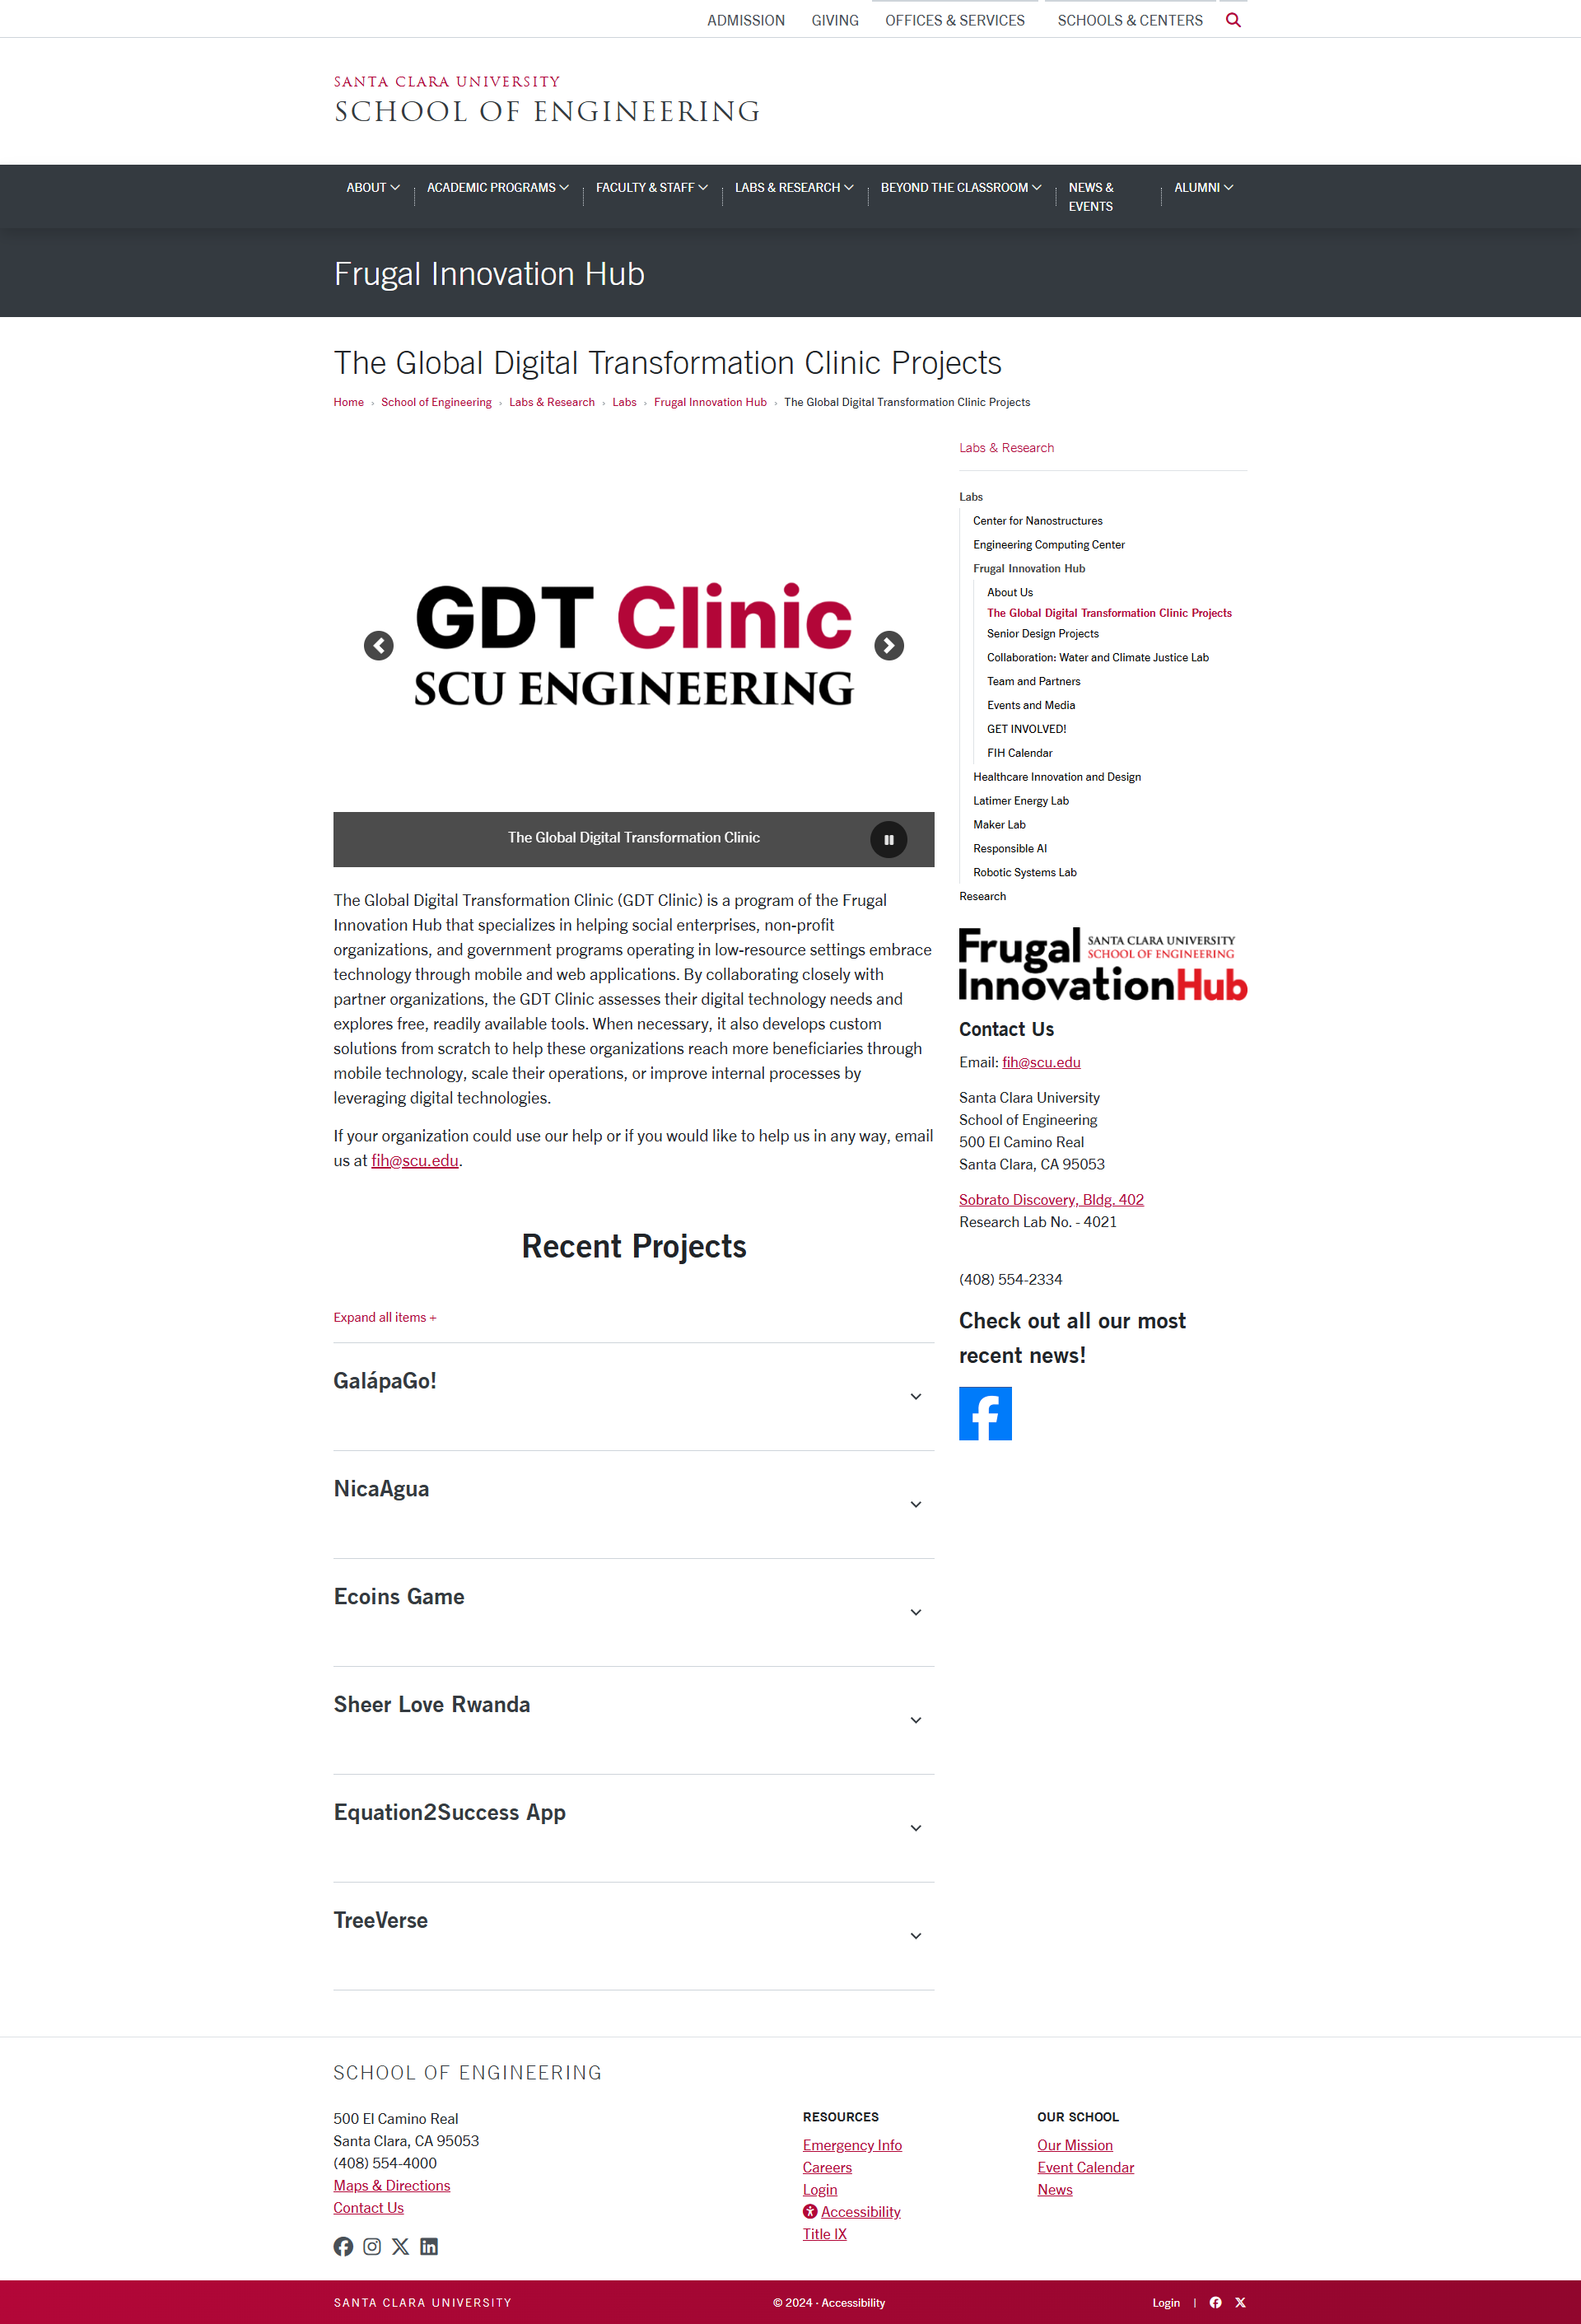 ADMISSION GIVING OFFICES & SERVICES SCHOOLS & CENTERS
SANTA CLARA UNIVERSITY
SCHOOL OF ENGINEERING
ABOUT ACADEMIC PROGRAMS FACULTY & STAFF LABS & RESEARCH BEYOND THE CLASSROOM NEWS & EVENTS ALUMNI
Frugal Innovation Hub
The Global Digital Transformation Clinic Projects
Home › School of Engineering › Labs & Research › Labs › Frugal Innovation Hub › The Global Digital Transformation Clinic Projects
GDT Clinic
SCU ENGINEERING
The Global Digital Transformation Clinic
The Global Digital Transformation Clinic (GDT Clinic) is a program of the Frugal
Innovation Hub that specializes in helping social enterprises, non-profit
organizations, and government programs operating in low-resource settings embrace
technology through mobile and web applications. By collaborating closely with
partner organizations, the GDT Clinic assesses their digital technology needs and
explores free, readily available tools. When necessary, it also develops custom
solutions from scratch to help these organizations reach more beneficiaries through
mobile technology, scale their operations, or improve internal processes by
leveraging digital technologies.
If your organization could use our help or if you would like to help us in any way, email
us at fih@scu.edu.
Recent Projects
Expand all items +
GalápaGo!
NicaAgua
Ecoins Game
Sheer Love Rwanda
Equation2Success App
TreeVerse
Labs & Research
Labs
Center for Nanostructures
Engineering Computing Center
Frugal Innovation Hub
About Us
The Global Digital Transformation Clinic Projects
Senior Design Projects
Collaboration: Water and Climate Justice Lab
Team and Partners
Events and Media
GET INVOLVED!
FIH Calendar
Healthcare Innovation and Design
Latimer Energy Lab
Maker Lab
Responsible AI
Robotic Systems Lab
Research
Frugal SANTA CLARA UNIVERSITY
SCHOOL OF ENGINEERING
InnovationHub
Contact Us
Email: fih@scu.edu
Santa Clara University
School of Engineering
500 El Camino Real
Santa Clara, CA 95053
Sobrato Discovery, Bldg. 402
Research Lab No. - 4021
(408) 554-2334
Check out all our most
recent news!
SCHOOL OF ENGINEERING
500 El Camino Real
Santa Clara, CA 95053
(408) 554-4000
Maps & Directions
Contact Us
RESOURCES
Emergency Info
Careers
Login
Accessibility
Title IX
OUR SCHOOL
Our Mission
Event Calendar
News
SANTA CLARA UNIVERSITY © 2024 · Accessibility Login |